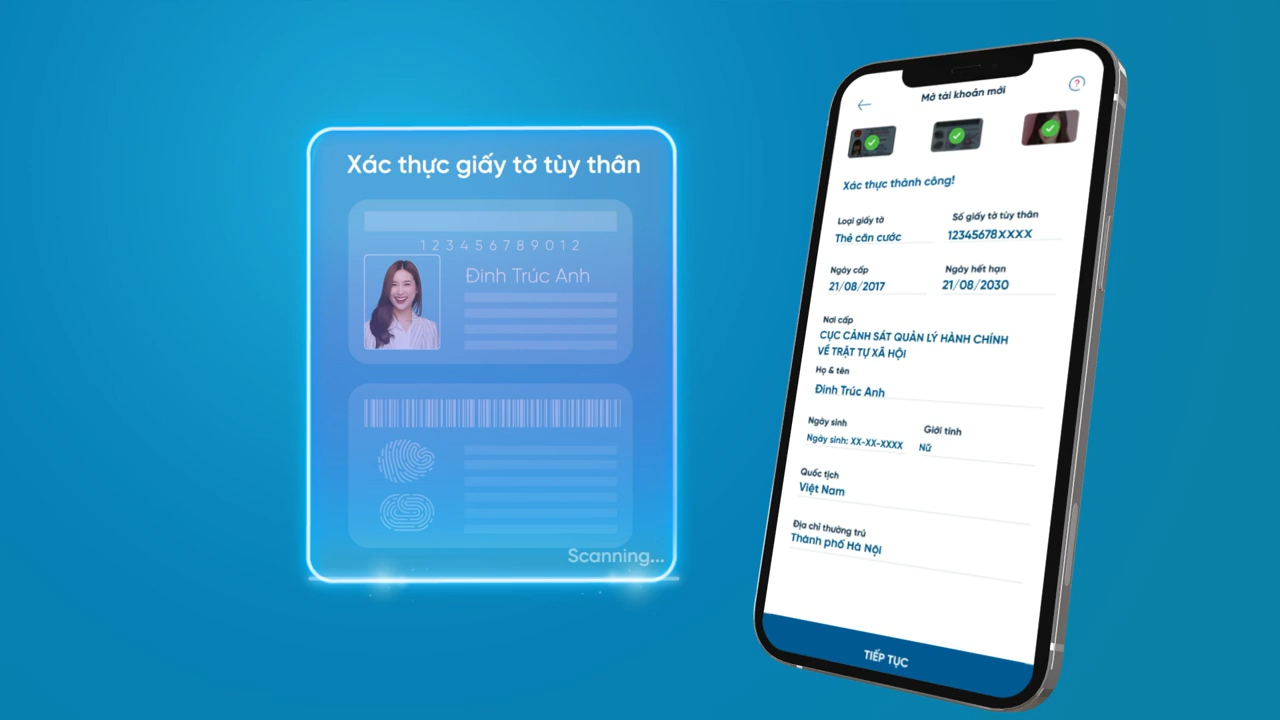 Xác thực giấy tờ tùy thân
123456789012
Đinh Trúc Anh
Scanning...
Mở tài khoản mới
?
Xác thực thành công!
Loại giấy tờ
Số giấy tờ tùy thân
Thẻ căn cước
12345678XXXX
Ngày cấp
Ngày hết hạn
21/08/2017
21/08/2030
Nơi cấp
CỤC CẢNH SÁT QUẢN LÝ HÀNH CHÍNH
VỀ TRẬT TỰ XÃ HỘI
Họ & tên
Đinh Trúc Anh
Ngày sinh
Giới tính
Ngày sinh: XX-XX-XXXX
Nữ
Quốc tịch
Việt Nam
Địa chỉ thường trú
Thành phố Hà Nội
TIẾP TỤC